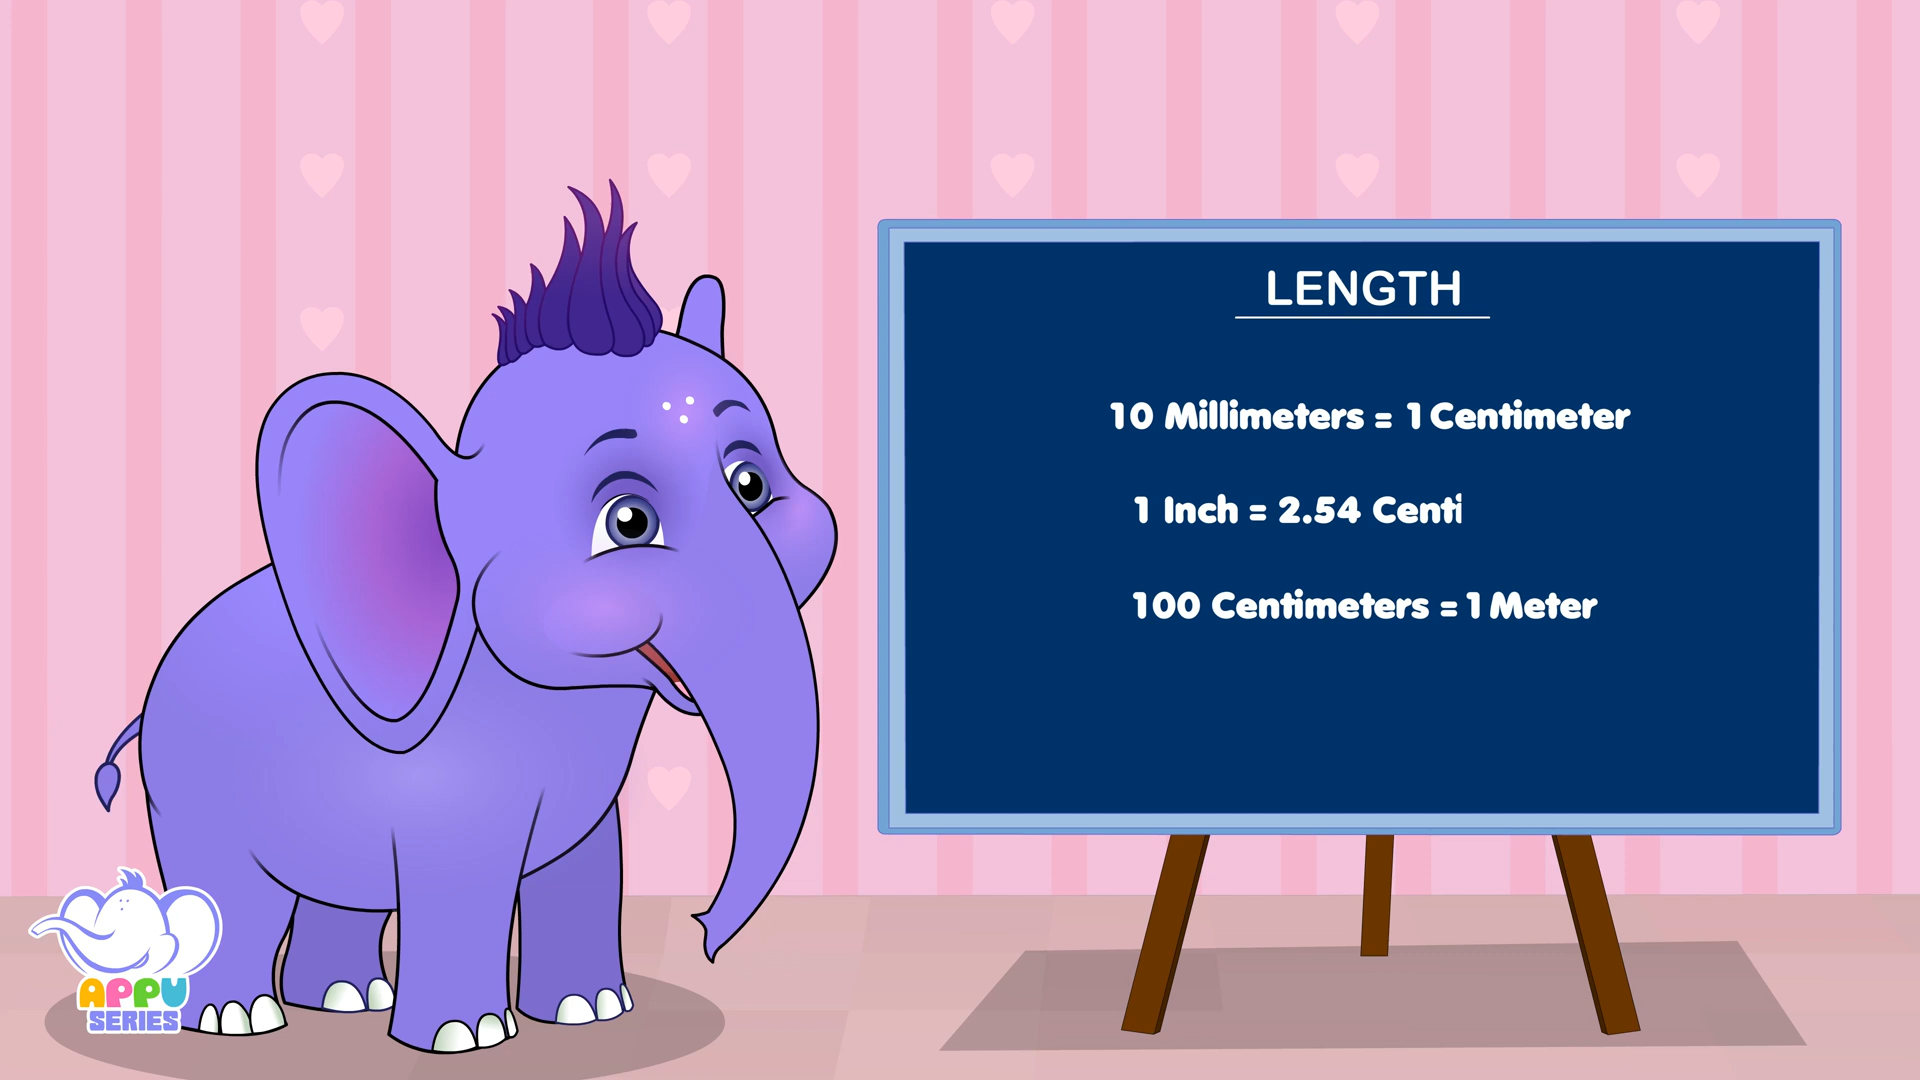 LENGTH
10 Millimeters = 1 Centimeter
1 Inch = 2.54 Centi
100 Centimeters = 1 Meter
APPU
SERIES